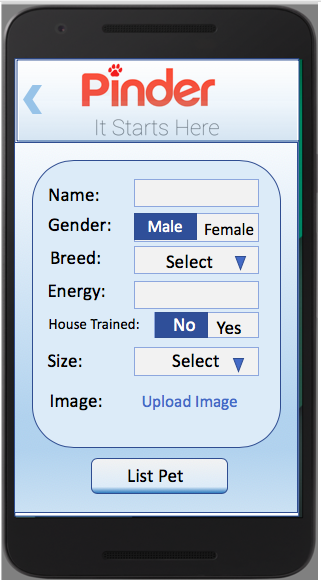 Pinder
It Starts Here
Name:
Gender: Male Female
Breed: Select
Energy:
House Trained: No Yes
Size: Select
Image: Upload Image
List Pet